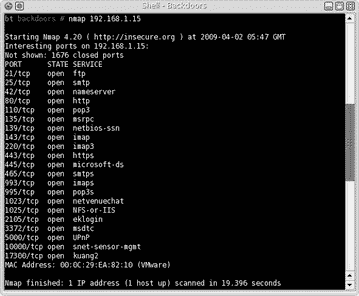 Shell - Backdoors
bt backdoors # nmap 192.168.1.15
Starting Nmap 4.20 ( http://insecure.org ) at 2009-04-02 05:47 GMT
Interesting ports on 192.168.1.15:
Not shown: 1676 closed ports
PORT STATE SERVICE
21/tcp open ftp
25/tcp open smtp
42/tcp open nameserver
80/tcp open http
110/tcp open pop3
135/tcp open msrpc
139/tcp open netbios-ssn
143/tcp open imap
220/tcp open imap3
443/tcp open https
445/tcp open microsoft-ds
465/tcp open smtps
993/tcp open imaps
995/tcp open pop3s
1023/tcp open netvenuechat
1025/tcp open NFS-or-IIS
2105/tcp open eklogin
3372/tcp open msdtc
5000/tcp open UPnP
10000/tcp open snet-sensor-mgmt
17300/tcp open kuang2
MAC Address: 00:0C:29:EA:82:10 (VMware)
Nmap finished: 1 IP address (1 host up) scanned in 19.396 seconds